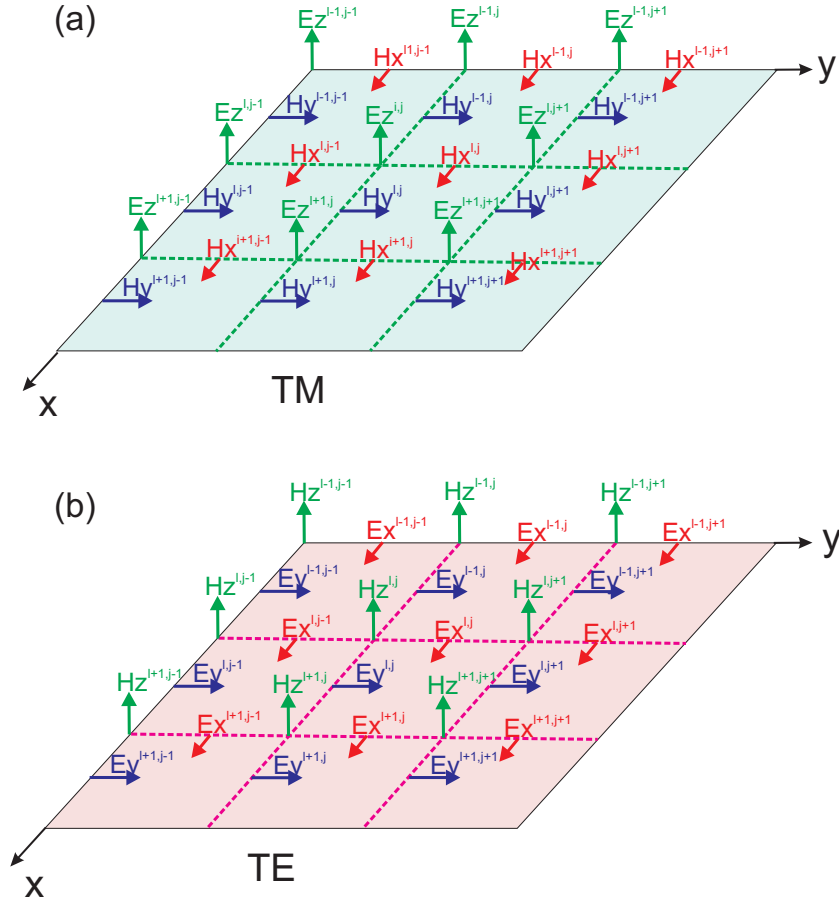 (a)
Ez^I-1,j-1 Ez^I-1,j Ez^I-1,j+1
Hx^I1,j-1 Hx^I-1,j Hx^I-1,j+1
y
Hy^I-1,j-1 Hy^I-1,j Hy^I-1,j+1
Ez^I,j-1 Ez^i,j Ez^I,j+1
Hx^I,j-1 Hx^I,j Hx^I,j+1
Hy^I,j-1 Hy^I,j Hy^I,j+1
Ez^I+1,j-1 Ez^I+1,j Ez^I+1,j+1
Hx^i+1,j-1 Hx^i+1,j Hx^I+1,j+1
Hy^I+1,j-1 Hy^I+1,j Hy^I+1,j+1
x
TM
(b)
Hz^I-1,j-1 Hz^I-1,j Hz^I-1,j+1
Ex^I-1,j-1 Ex^I-1,j Ex^I-1,j+1
y
Ey^I-1,j-1 Ey^I-1,j Ey^I-1,j+1
Hz^I,j-1 Hz^I,j Hz^I,j+1
Ex^I,j-1 Ex^I,j Ex^I,j+1
Ey^I,j-1 Ey^I,j Ey^I,j+1
Hz^I+1,j-1 Hz^I+1,j Hz^I+1,j+1
Ex^I+1,j-1 Ex^I+1,j Ex^I+1,j+1
Ey^I+1,j-1 Ey^I+1,j Ey^I+1,j+1
x
TE